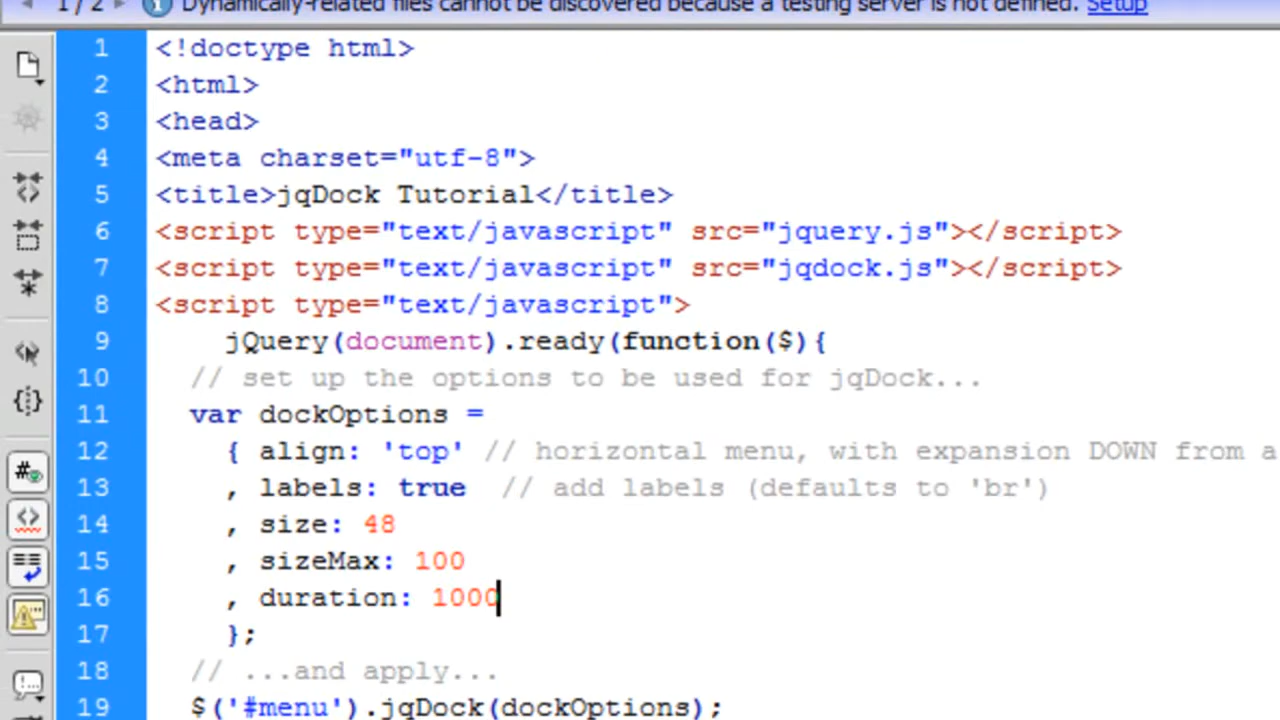 1 / 2 Dynamically-related files cannot be discovered because a testing server is not defined. Setup
1 <!doctype html>
2 <html>
3 <head>
4 <meta charset="utf-8">
5 <title>jqDock Tutorial</title>
6 <script type="text/javascript" src="jquery.js"></script>
7 <script type="text/javascript" src="jqdock.js"></script>
8 <script type="text/javascript">
9 jQuery(document).ready(function($){
10 // set up the options to be used for jqDock...
11 var dockOptions =
12 { align: 'top' // horizontal menu, with expansion DOWN from a
13 , labels: true // add labels (defaults to 'br')
14 , size: 48
15 , sizeMax: 100
16 , duration: 1000
17 };
18 // ...and apply...
19 $('#menu').jqDock(dockOptions);